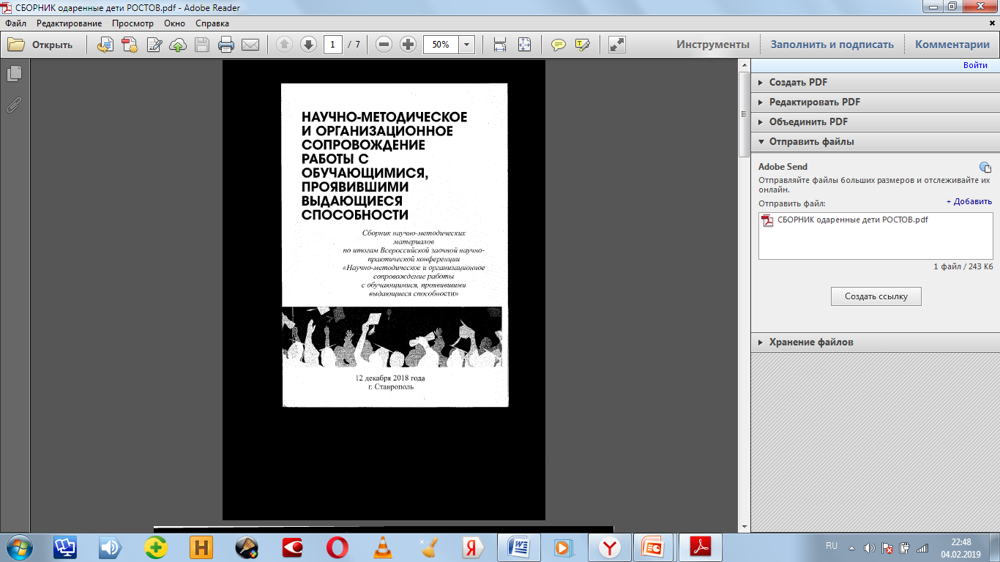 СБОРНИК одаренные дети РОСТОВ.pdf - Adobe Reader
Файл Редактирование Просмотр Окно Справка
Открыть 1 / 7 50% Инструменты Заполнить и подписать Комментарии
Войти
Создать PDF
Редактировать PDF
Объединить PDF
Отправить файлы
Adobe Send
Отправляйте файлы больших размеров и отслеживайте их
онлайн.
Отправить файл: + Добавить
СБОРНИК одаренные дети РОСТОВ.pdf
1 файл / 243 Кб
Создать ссылку
Хранение файлов
НАУЧНО-МЕТОДИЧЕСКОЕ
И ОРГАНИЗАЦИОННОЕ
СОПРОВОЖДЕНИЕ
РАБОТЫ С
ОБУЧАЮЩИМИСЯ,
ПРОЯВИВШИМИ
ВЫДАЮЩИЕСЯ
СПОСОБНОСТИ
Сборник научно-методических
материалов
по итогам Всероссийской заочной научно-
практической конференции
«Научно-методическое и организационное
сопровождение работы
с обучающимися, проявившими
выдающиеся способности»
12 декабря 2018 года
г. Ставрополь
RU
22:48
04.02.2019